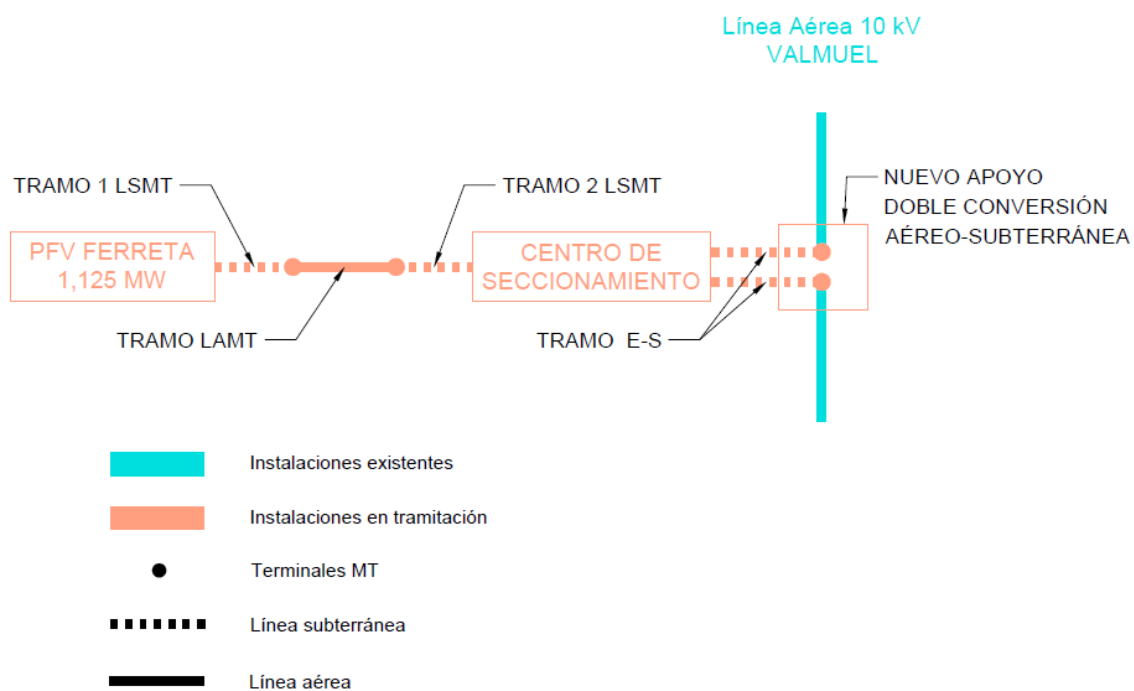 Línea Aérea 10 kV
VALMUEL
TRAMO 1 LSMT
TRAMO 2 LSMT
NUEVO APOYO
DOBLE CONVERSIÓN
AÉREO-SUBTERRÁNEA
PFV FERRETA
1,125 MW
CENTRO DE
SECCIONAMIENTO
TRAMO LAMT
TRAMO E-S
Instalaciones existentes
Instalaciones en tramitación
Terminales MT
Línea subterránea
Línea aérea